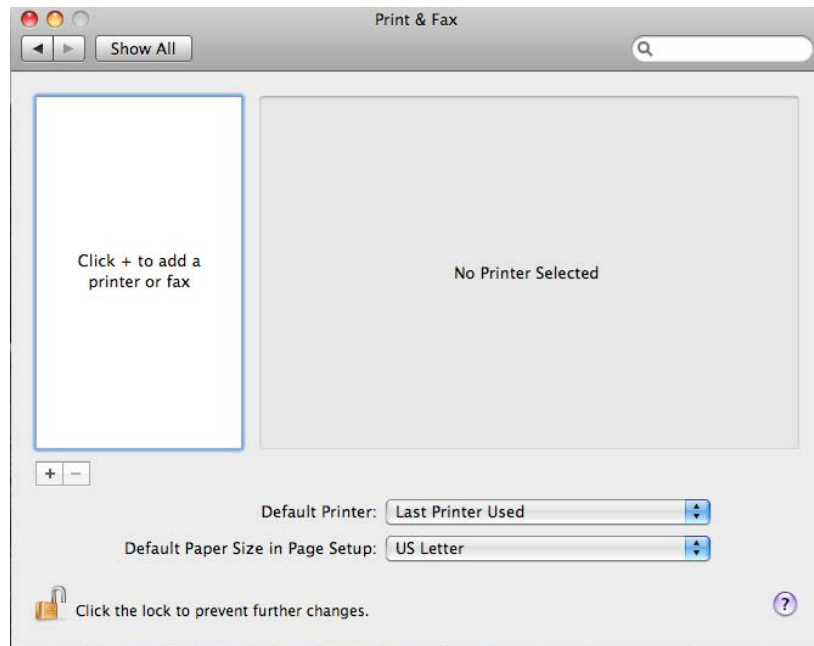 Print & Fax
Show All
Click + to add a
printer or fax
No Printer Selected
+ −
Default Printer: Last Printer Used
Default Paper Size in Page Setup: US Letter
Click the lock to prevent further changes.
?